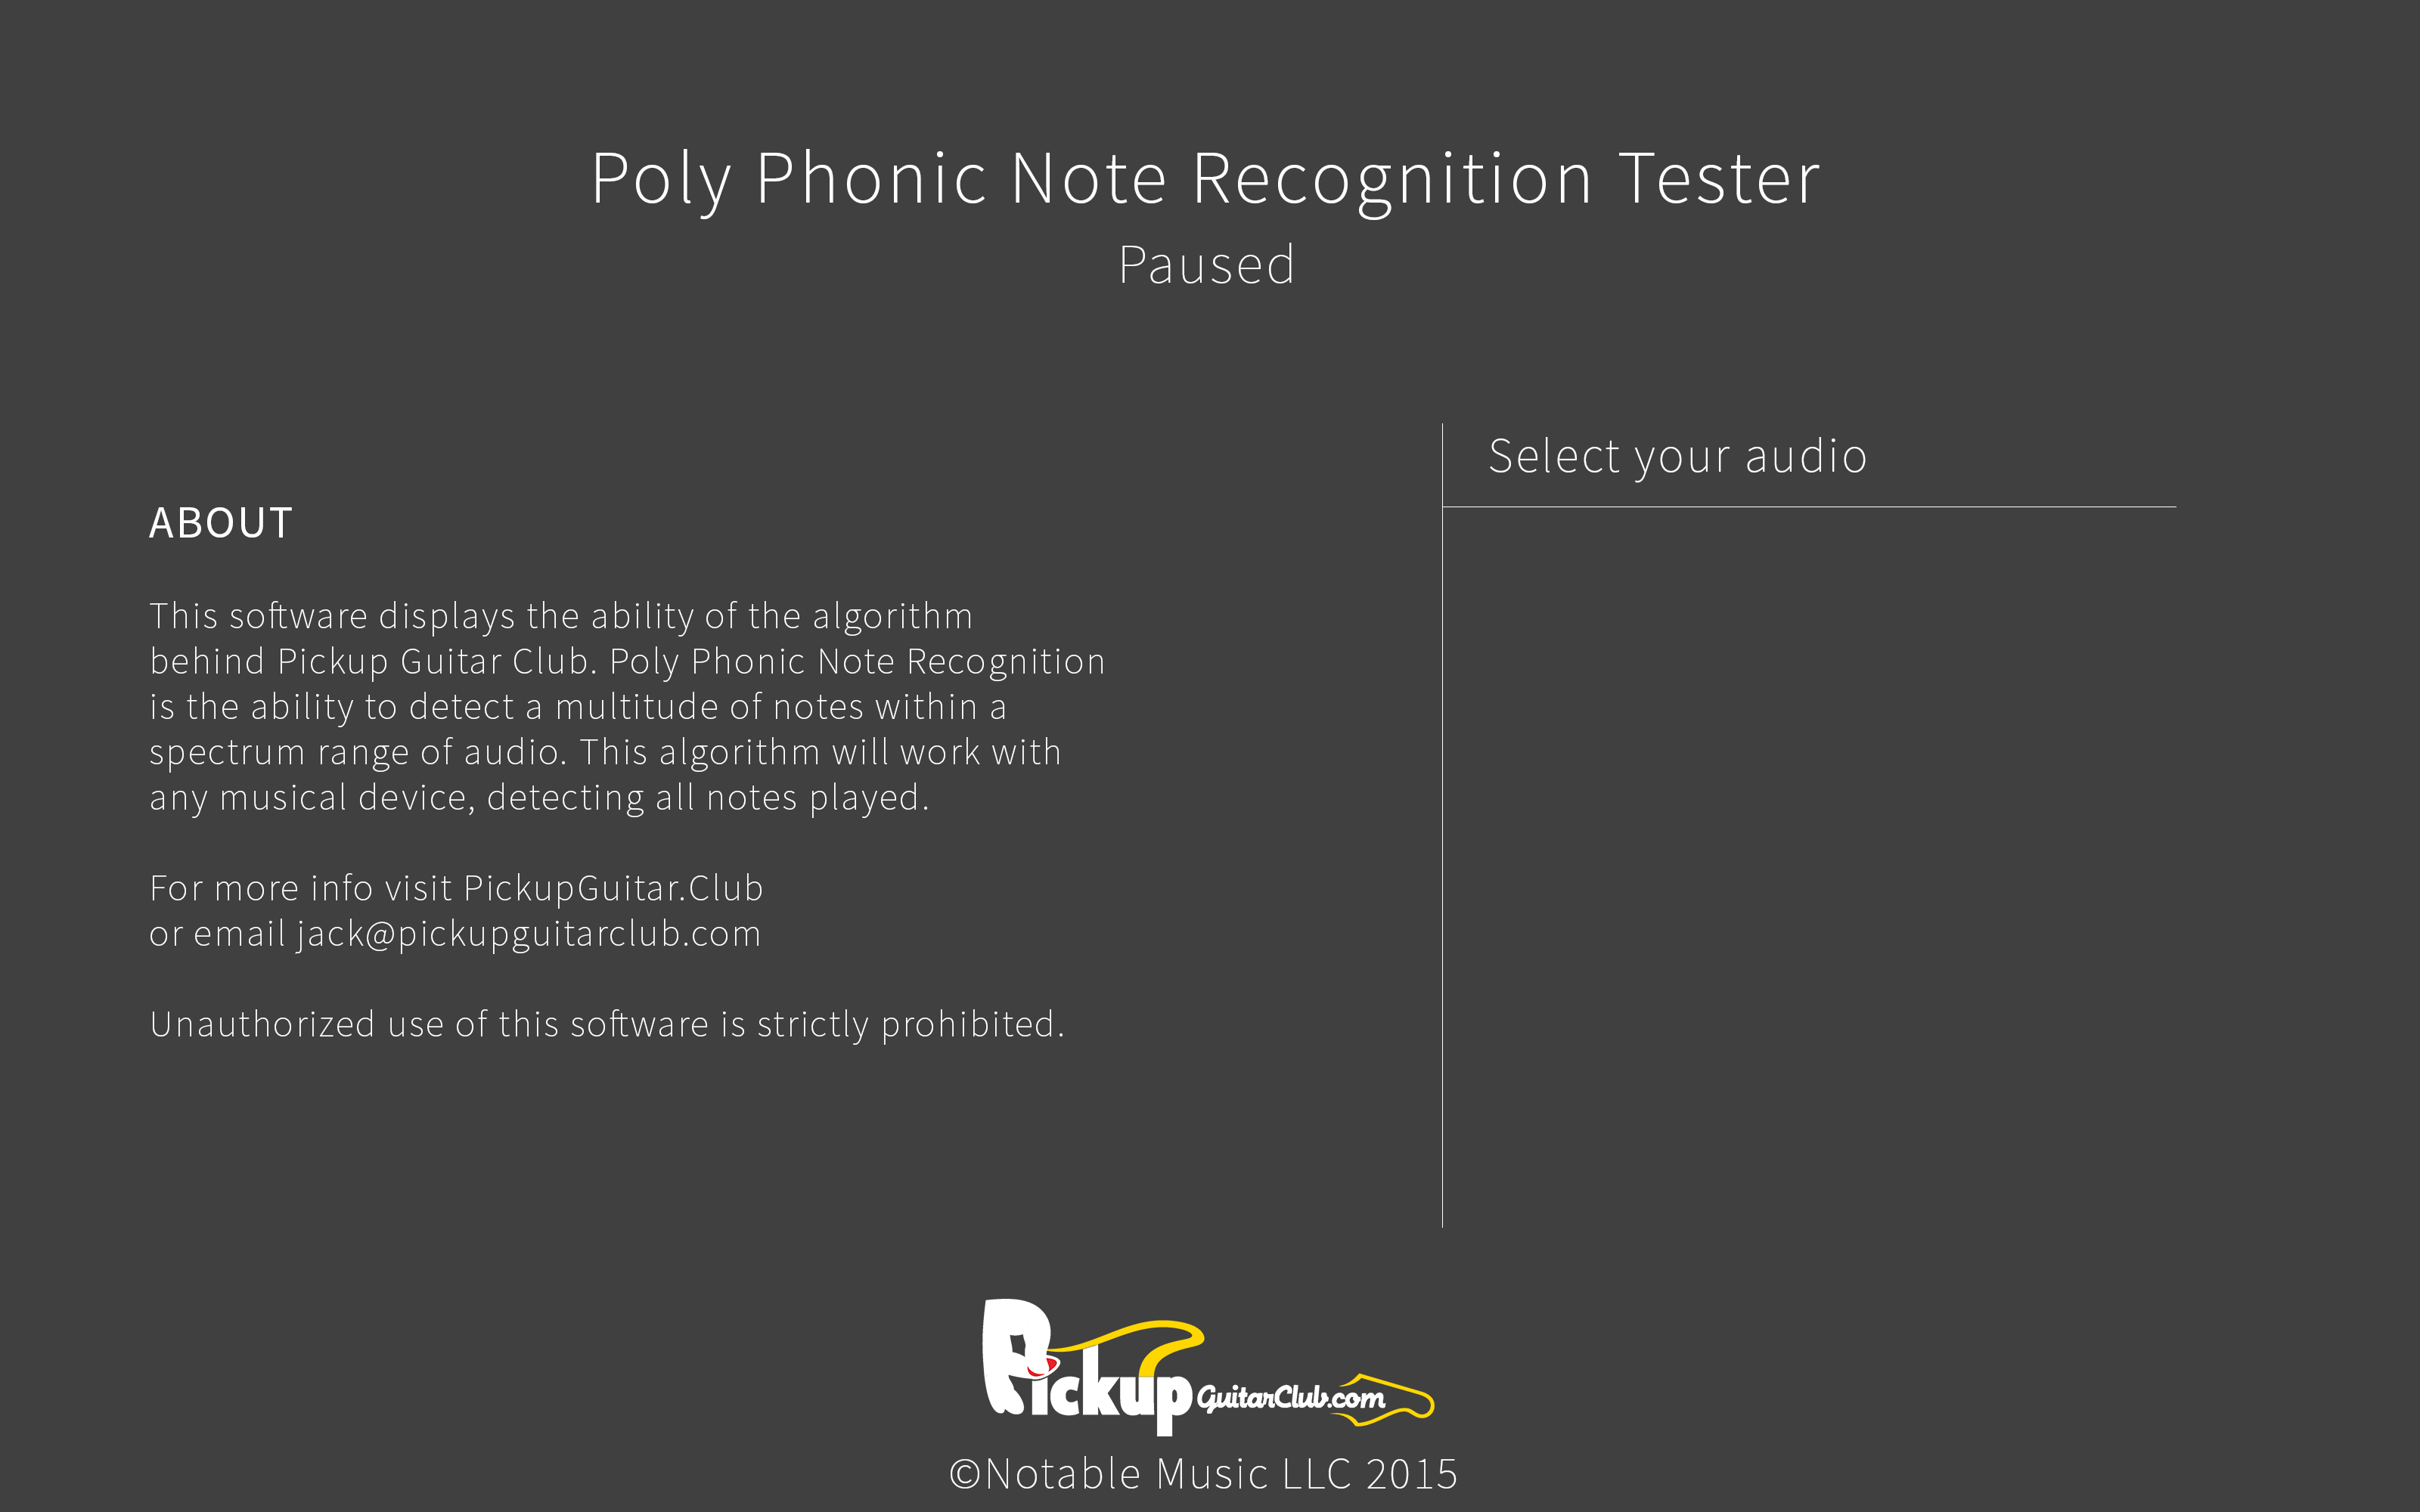 Poly Phonic Note Recognition Tester
Paused
Select your audio
ABOUT
This software displays the ability of the algorithm
behind Pickup Guitar Club. Poly Phonic Note Recognition
is the ability to detect a multitude of notes within a
spectrum range of audio. This algorithm will work with
any musical device, detecting all notes played.
For more info visit PickupGuitar.Club
or email jack@pickupguitarclub.com
Unauthorized use of this software is strictly prohibited.
Pickup GuitarClub.com
©Notable Music LLC 2015